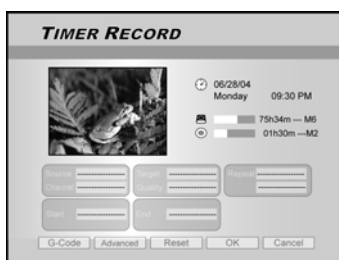 TIMER RECORD
06/28/04
Monday 09:30 PM
75h34m --- M6
01h30m ---M2
Source ---------------- Target ---------------- Repeat ----------------
Channel ---------------- Quality ---------------- ----------------
Start ---------------- End ----------------
G-Code Advanced Reset OK Cancel